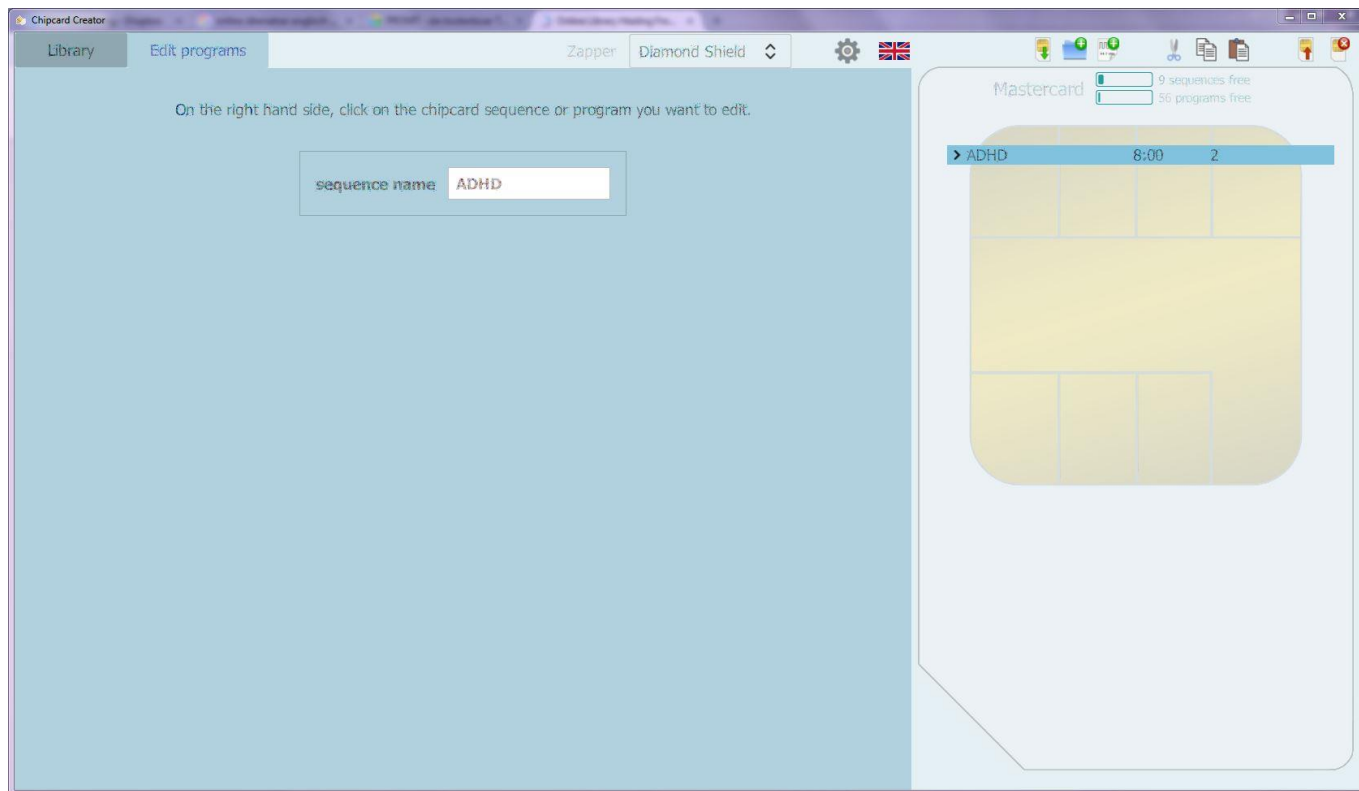 Chipcard Creator
Library
Edit programs
Zapper
Diamond Shield
On the right hand side, click on the chipcard sequence or program you want to edit.
sequence name
ADHD
Mastercard
9 sequences free
56 programs free
ADHD 8:00 2